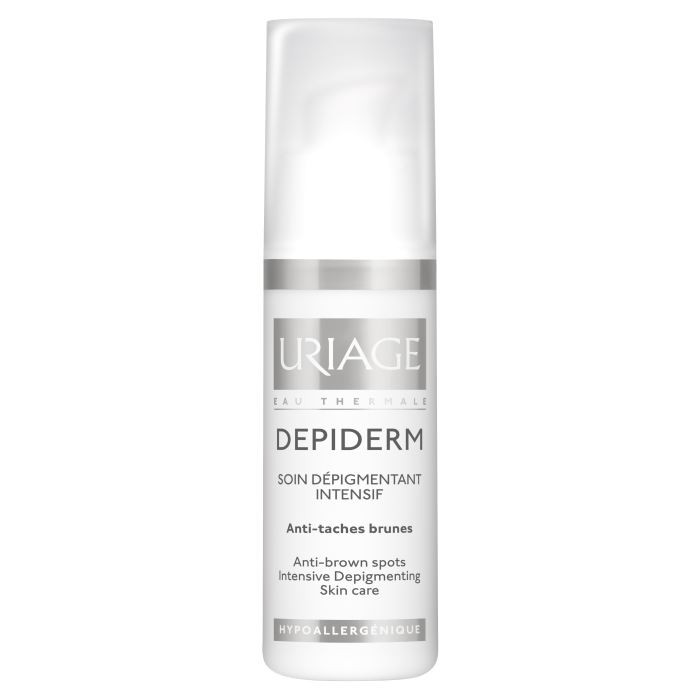 URIAGE
EAU THERMALE
DEPIDERM
SOIN DÉPIGMENTANT
INTENSIF
Anti-taches brunes
Anti-brown spots
Intensive Depigmenting
Skin care
HYPOALLERGÉNIQUE